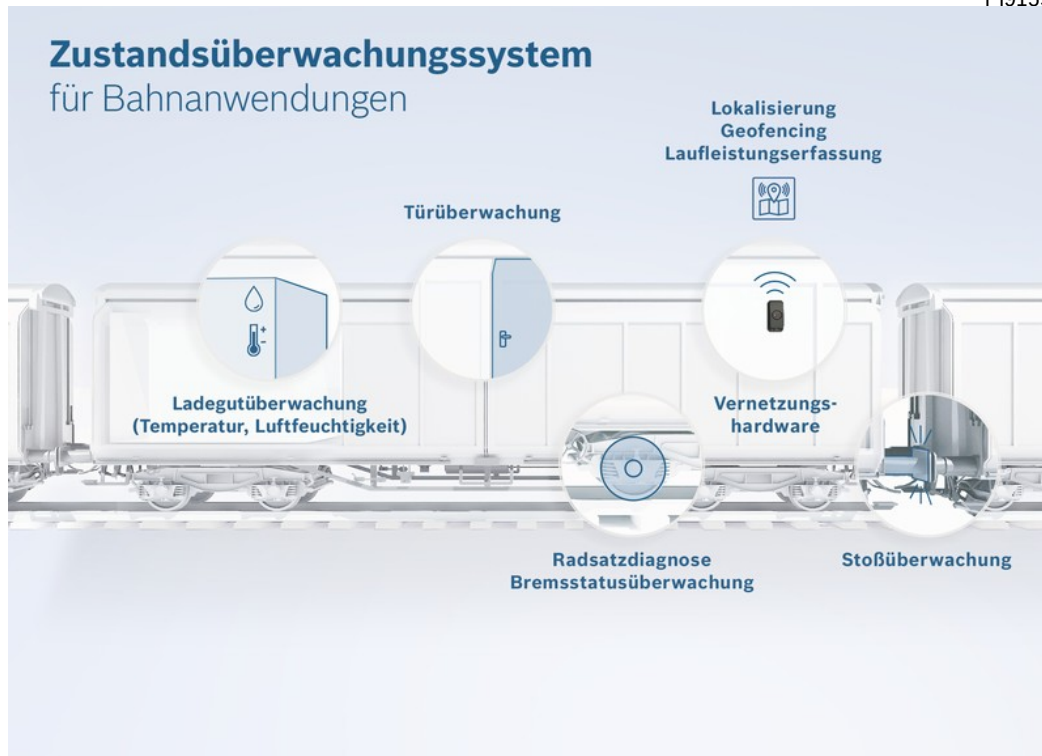 Zustandsüberwachungssystem
für Bahnanwendungen
Lokalisierung
Geofencing
Laufleistungserfassung
Türüberwachung
Ladegutüberwachung
(Temperatur, Luftfeuchtigkeit)
Vernetzungs-
hardware
Radsatzdiagnose
Bremsstatusüberwachung
Stoßüberwachung